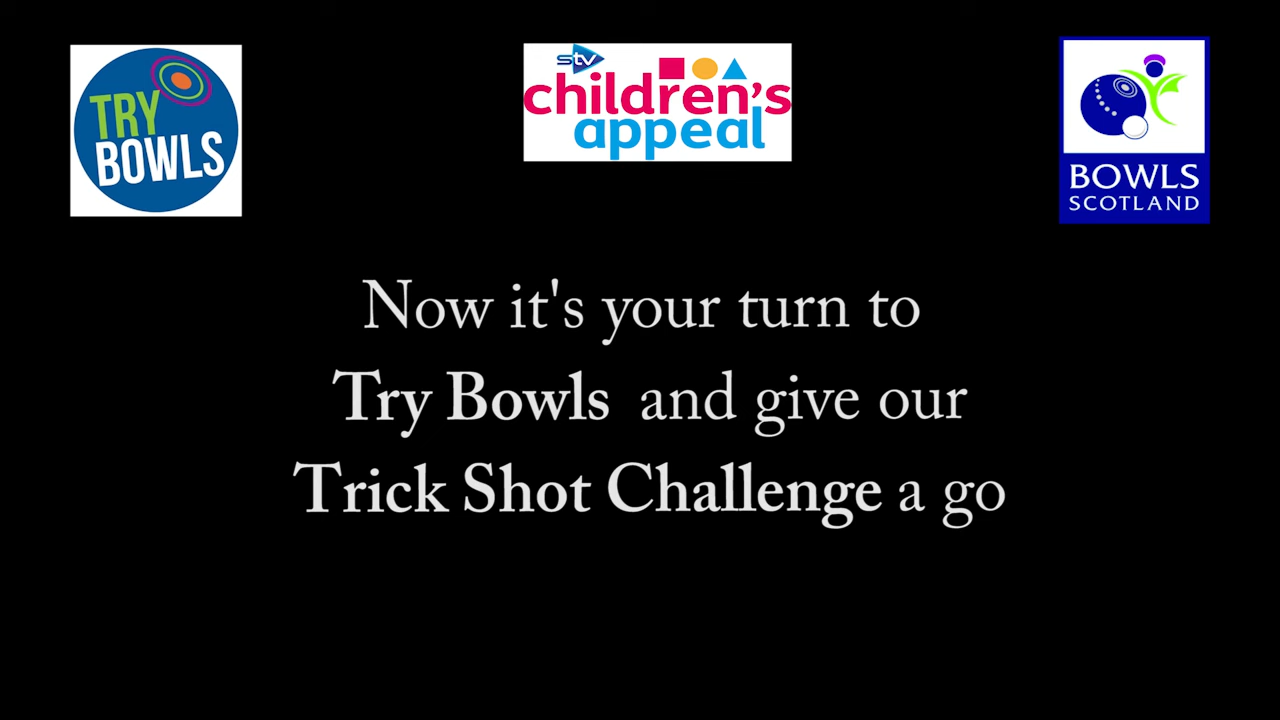 TRY
BOWLS
stv
children's
appeal
BOWLS
SCOTLAND
Now it's your turn to
Try Bowls and give our
Trick Shot Challenge a go